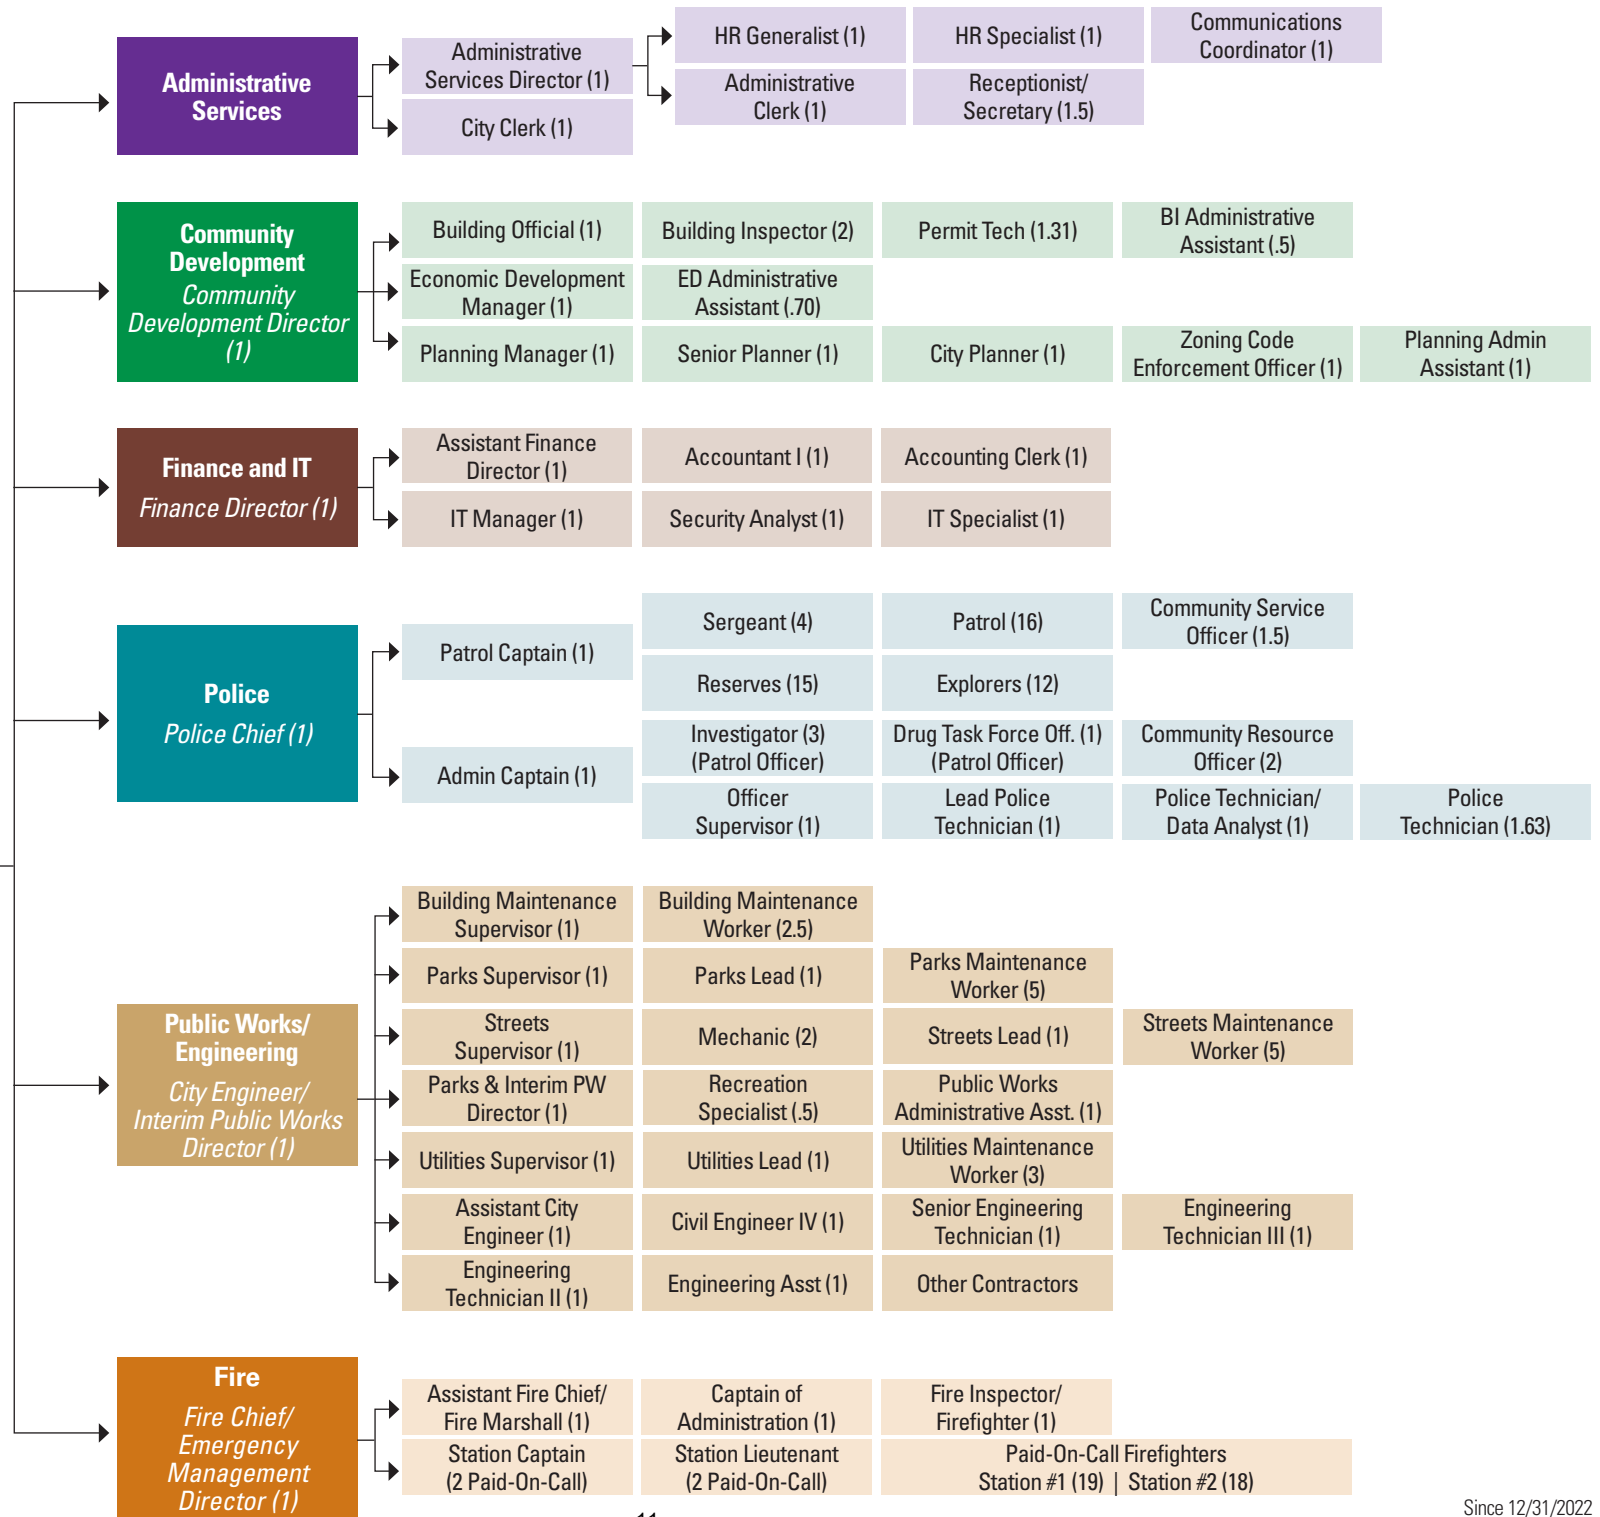 Administrative
Services
Administrative
Services Director (1)
City Clerk (1)
HR Generalist (1)
HR Specialist (1)
Communications
Coordinator (1)
Administrative
Clerk (1)
Receptionist/
Secretary (1.5)
Community
Development
Community
Development Director
(1)
Building Official (1)
Building Inspector (2)
Permit Tech (1.31)
BI Administrative
Assistant (.5)
Economic Development
Manager (1)
ED Administrative
Assistant (.70)
Planning Manager (1)
Senior Planner (1)
City Planner (1)
Zoning Code
Enforcement Officer (1)
Planning Admin
Assistant (1)
Finance and IT
Finance Director (1)
Assistant Finance
Director (1)
Accountant I (1)
Accounting Clerk (1)
IT Manager (1)
Security Analyst (1)
IT Specialist (1)
Police
Police Chief (1)
Patrol Captain (1)
Sergeant (4)
Patrol (16)
Community Service
Officer (1.5)
Reserves (15)
Explorers (12)
Admin Captain (1)
Investigator (3)
(Patrol Officer)
Drug Task Force Off. (1)
(Patrol Officer)
Community Resource
Officer (2)
Officer
Supervisor (1)
Lead Police
Technician (1)
Police Technician/
Data Analyst (1)
Police
Technician (1.63)
Public Works/
Engineering
City Engineer/
Interim Public Works
Director (1)
Building Maintenance
Supervisor (1)
Building Maintenance
Worker (2.5)
Parks Supervisor (1)
Parks Lead (1)
Parks Maintenance
Worker (5)
Streets
Supervisor (1)
Mechanic (2)
Streets Lead (1)
Streets Maintenance
Worker (5)
Parks & Interim PW
Director (1)
Recreation
Specialist (.5)
Public Works
Administrative Asst. (1)
Utilities Supervisor (1)
Utilities Lead (1)
Utilities Maintenance
Worker (3)
Assistant City
Engineer (1)
Civil Engineer IV (1)
Senior Engineering
Technician (1)
Engineering
Technician III (1)
Engineering
Technician II (1)
Engineering Asst (1)
Other Contractors
Fire
Fire Chief/
Emergency
Management
Director (1)
Assistant Fire Chief/
Fire Marshall (1)
Captain of
Administration (1)
Fire Inspector/
Firefighter (1)
Station Captain
(2 Paid-On-Call)
Station Lieutenant
(2 Paid-On-Call)
Paid-On-Call Firefighters
Station #1 (19) | Station #2 (18)
Since 12/31/2022